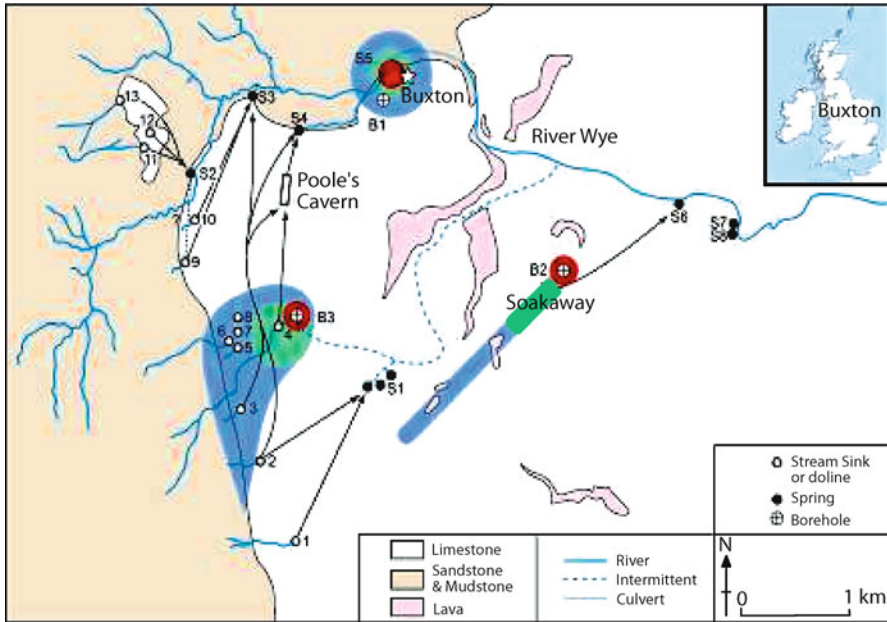 13
12
11
S3
S5
Buxton
B1
S4
S2
Poole's
Cavern
River Wye
Buxton
10
9
S6
S7
B2
Soakaway
8
7
6
5
B3
4
S1
3
2
1
Stream Sink
or doline
Spring
Borehole
Limestone
Sandstone
& Mudstone
Lava
River
Intermittent
Culvert
N
0 1 km